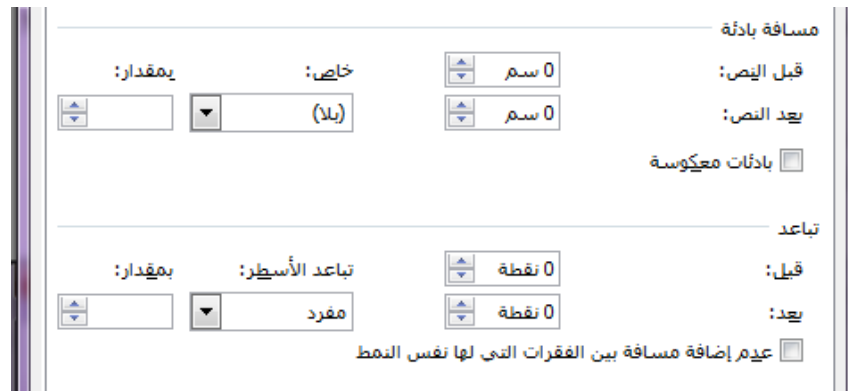 مسافة بادئة
قبل النص: 0 سم خاص: بمقدار:
بعد النص: 0 سم (بلا)
بادئات معكوسة
تباعد
قبل: 0 نقطة تباعد الأسطر: بمقدار:
بعد: 0 نقطة مفرد
عدم إضافة مسافة بين الفقرات التي لها نفس النمط